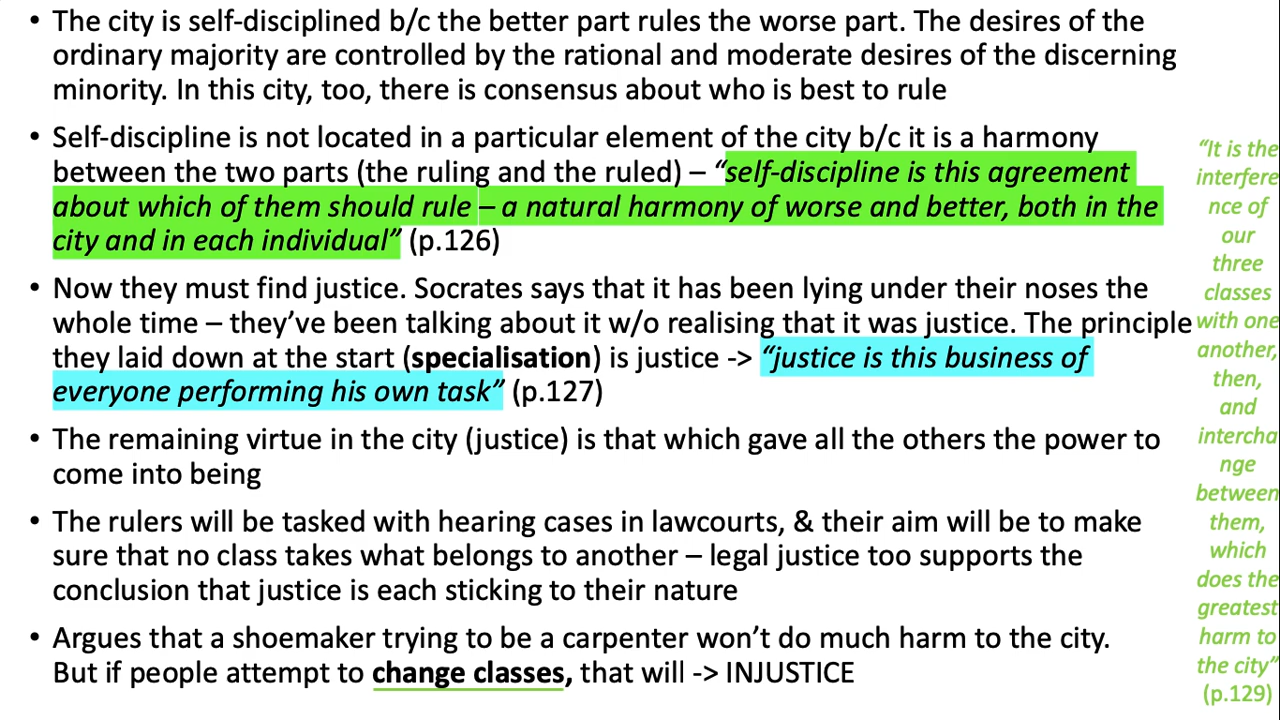 • The city is self-disciplined b/c the better part rules the worse part. The desires of the
ordinary majority are controlled by the rational and moderate desires of the discerning
minority. In this city, too, there is consensus about who is best to rule
• Self-discipline is not located in a particular element of the city b/c it is a harmony
between the two parts (the ruling and the ruled) – “self-discipline is this agreement
about which of them should rule – a natural harmony of worse and better, both in the
city and in each individual” (p.126)
• Now they must find justice. Socrates says that it has been lying under their noses the
whole time – they’ve been talking about it w/o realising that it was justice. The principle
they laid down at the start (specialisation) is justice -> “justice is this business of
everyone performing his own task” (p.127)
• The remaining virtue in the city (justice) is that which gave all the others the power to
come into being
• The rulers will be tasked with hearing cases in lawcourts, & their aim will be to make
sure that no class takes what belongs to another – legal justice too supports the
conclusion that justice is each sticking to their nature
• Argues that a shoemaker trying to be a carpenter won’t do much harm to the city.
But if people attempt to change classes, that will -> INJUSTICE
“It is the
interfere
nce of
our
three
classes
with one
another,
then,
and
intercha
nge
between
them,
which
does the
greatest
harm to
the city”
(p.129)